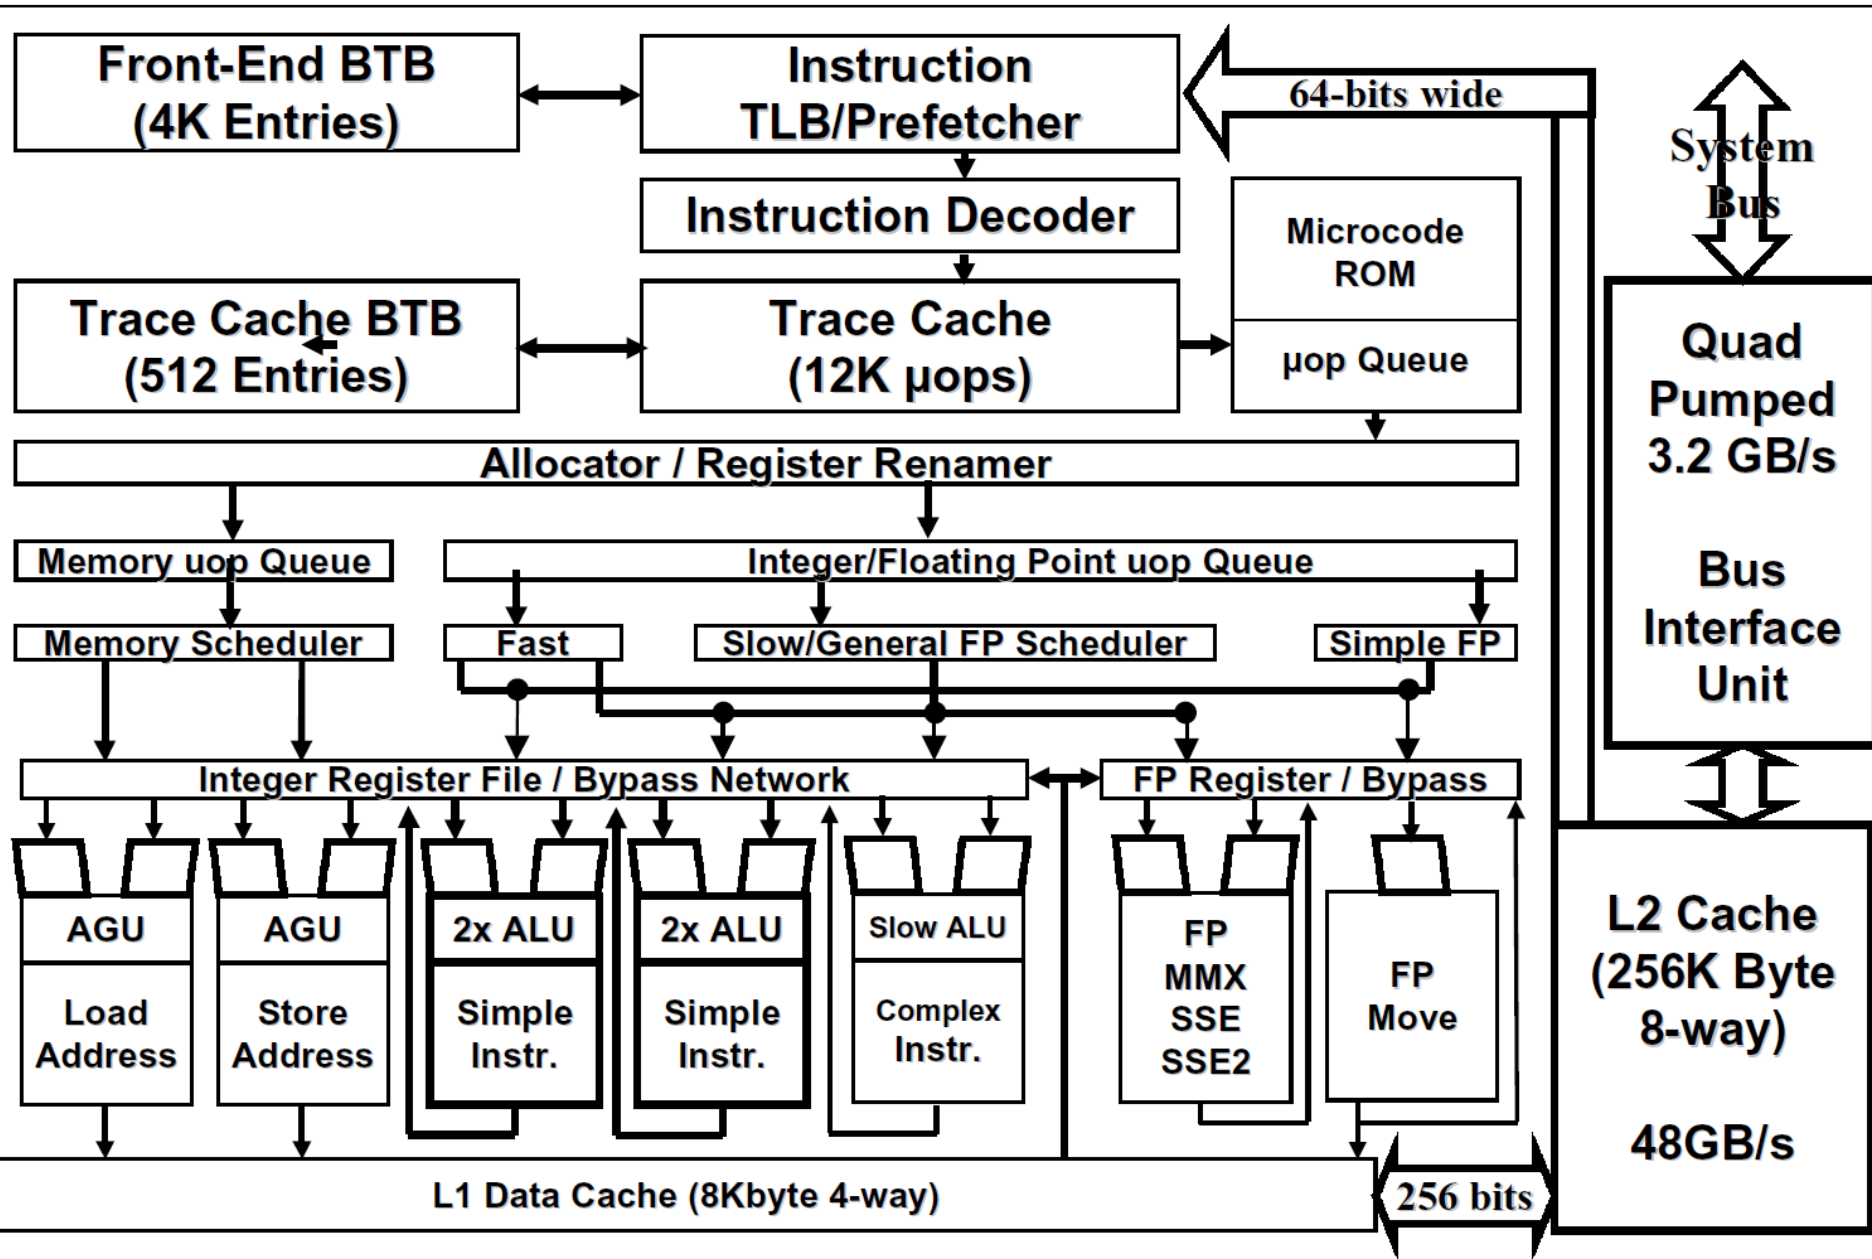 Front-End BTB
(4K Entries)
Instruction
TLB/Prefetcher
64-bits wide
System
Bus
Instruction Decoder
Microcode
ROM
Trace Cache BTB
(512 Entries)
Trace Cache
(12K µops)
µop Queue
Quad
Pumped
3.2 GB/s
Bus
Interface
Unit
Allocator / Register Renamer
Memory uop Queue
Integer/Floating Point uop Queue
Memory Scheduler
Fast
Slow/General FP Scheduler
Simple FP
Integer Register File / Bypass Network
FP Register / Bypass
AGU
Load
Address
AGU
Store
Address
2x ALU
Simple
Instr.
2x ALU
Simple
Instr.
Slow ALU
Complex
Instr.
FP
MMX
SSE
SSE2
FP
Move
L2 Cache
(256K Byte
8-way)
48GB/s
L1 Data Cache (8Kbyte 4-way)
256 bits